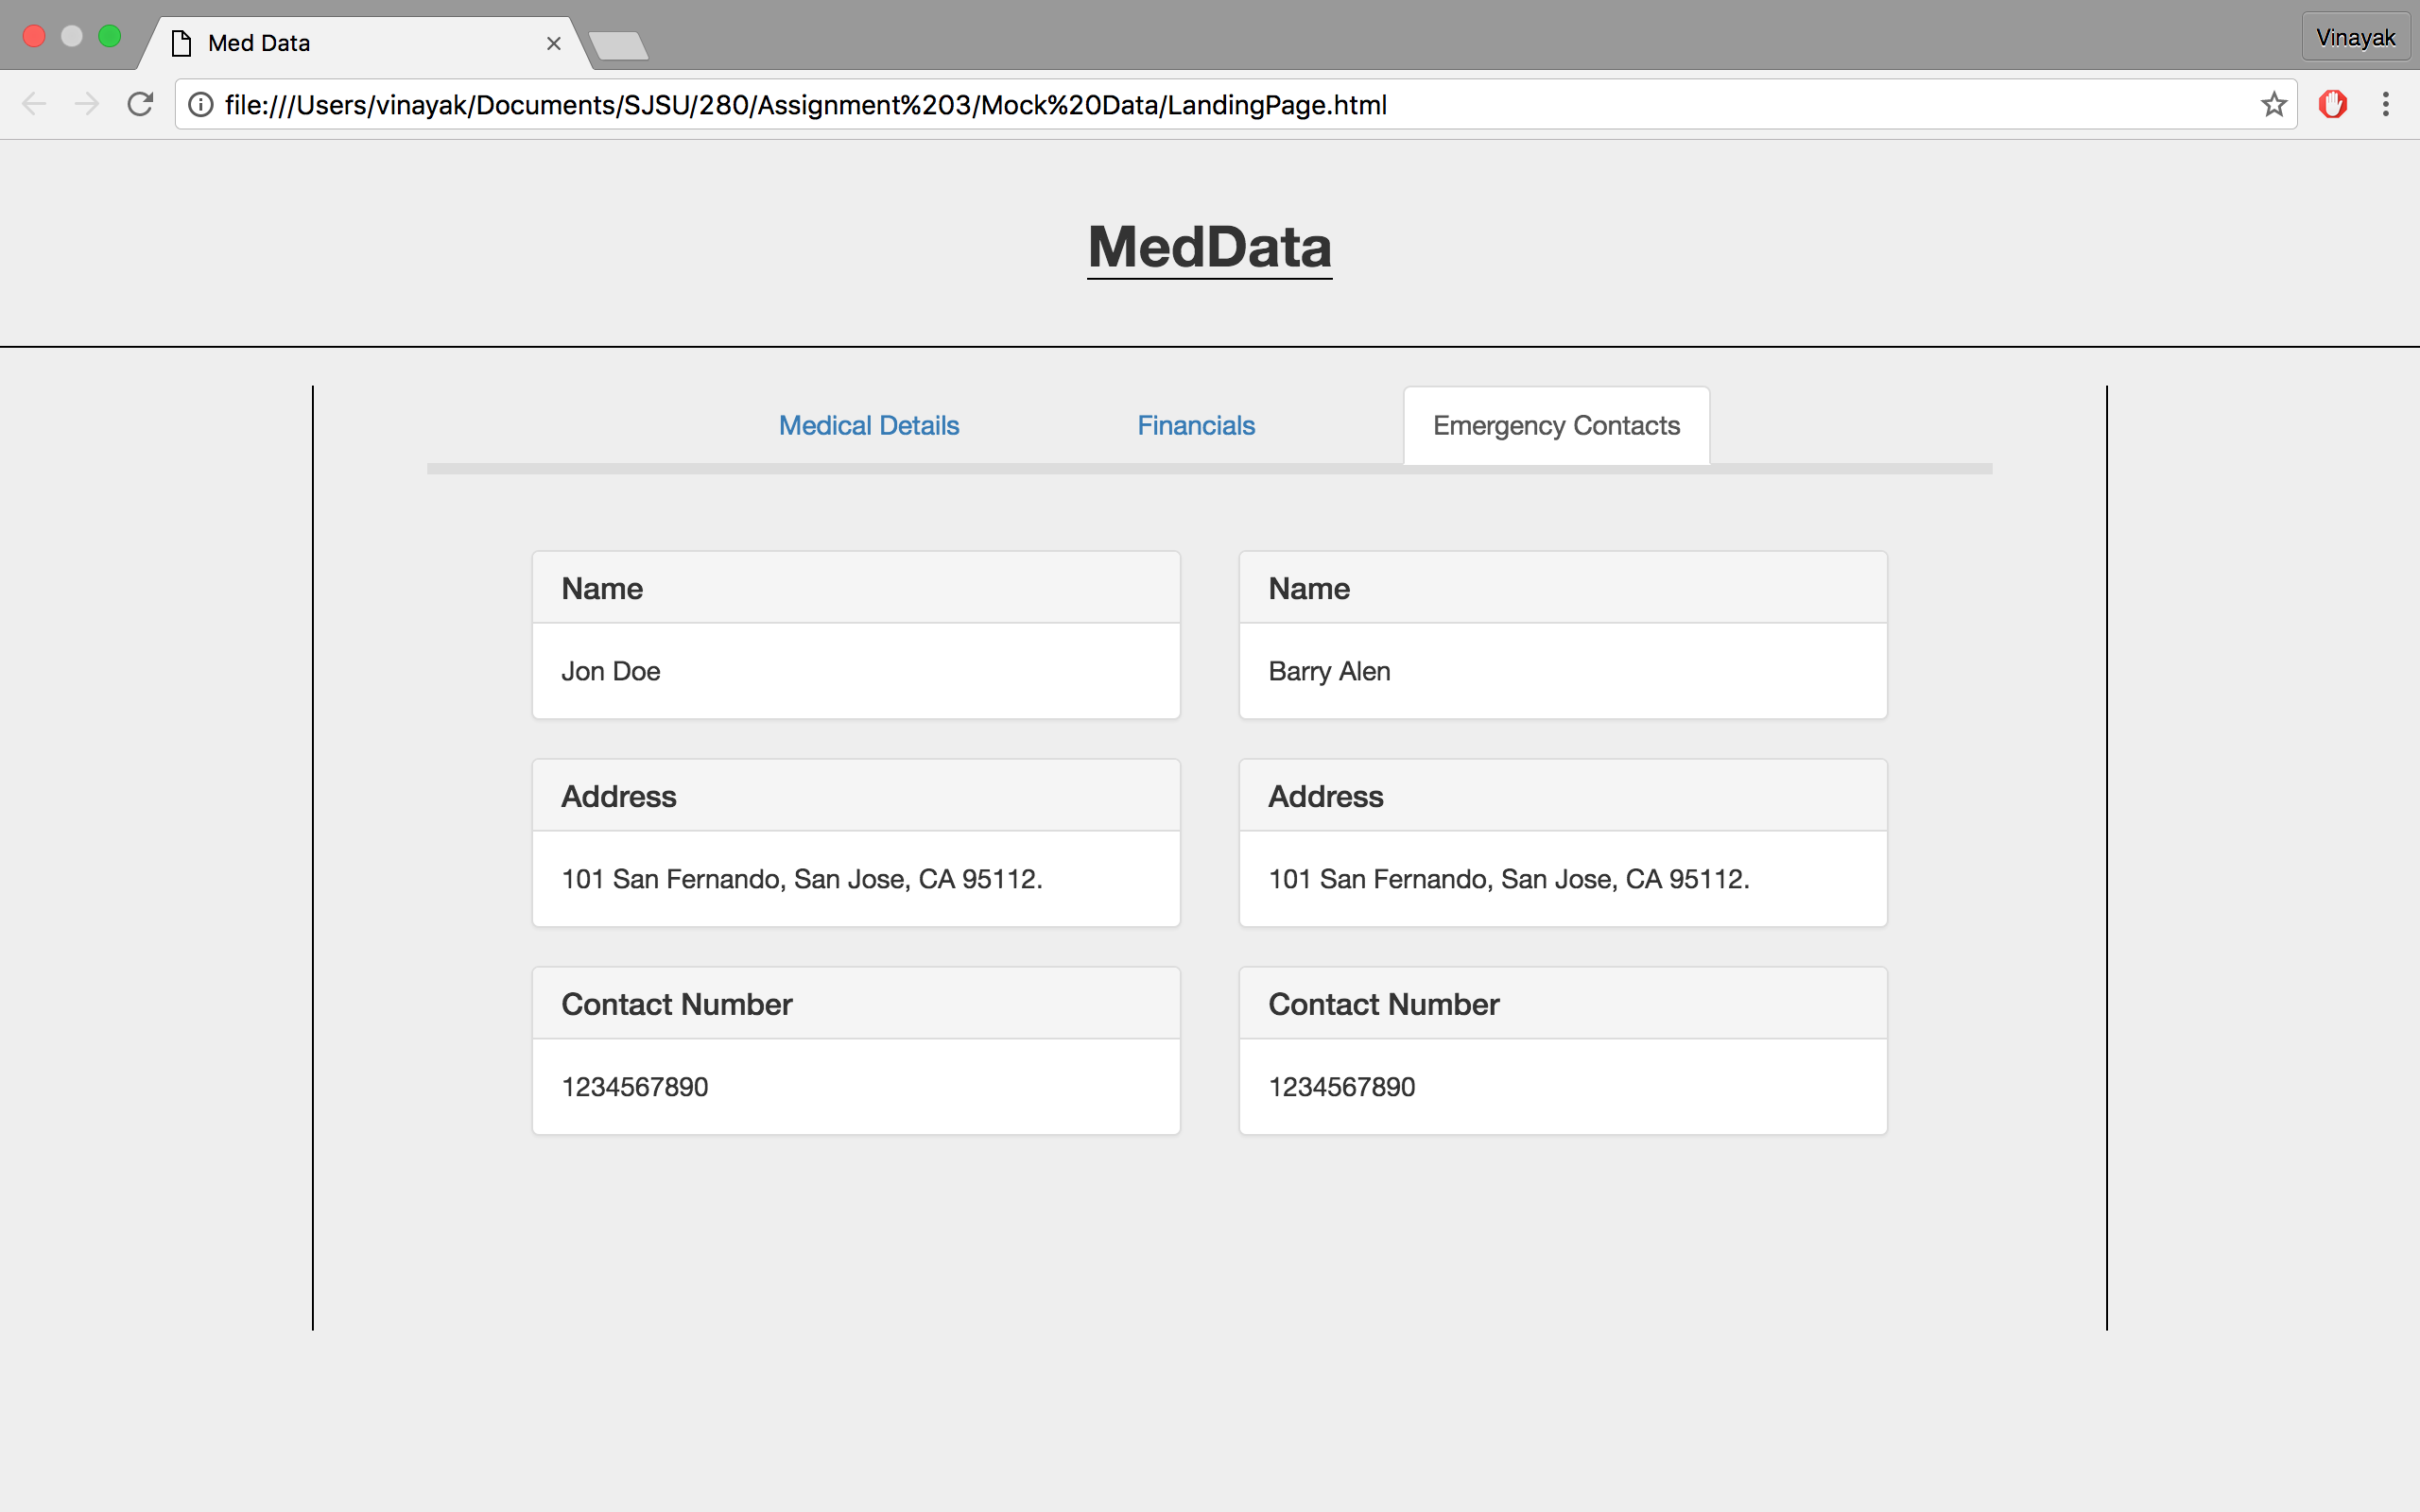 Med Data
Vinayak
file:///Users/vinayak/Documents/SJSU/280/Assignment%203/Mock%20Data/LandingPage.html
MedData
Medical Details Financials Emergency Contacts
Name Name
Jon Doe Barry Alen
Address Address
101 San Fernando, San Jose, CA 95112. 101 San Fernando, San Jose, CA 95112.
Contact Number Contact Number
1234567890 1234567890